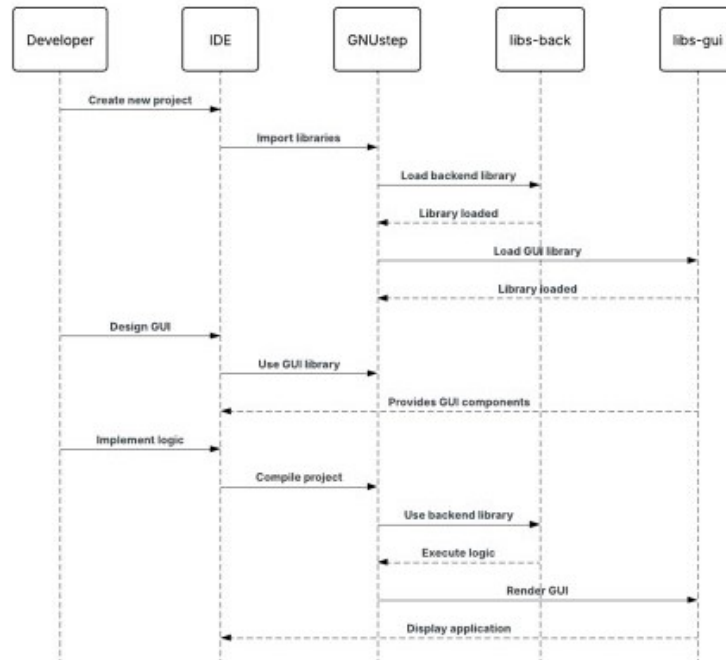 Developer
IDE
GNUstep
libs-back
libs-gui
Create new project
Import libraries
Load backend library
Library loaded
Load GUI library
Library loaded
Design GUI
Use GUI library
Provides GUI components
Implement logic
Compile project
Use backend library
Execute logic
Render GUI
Display application